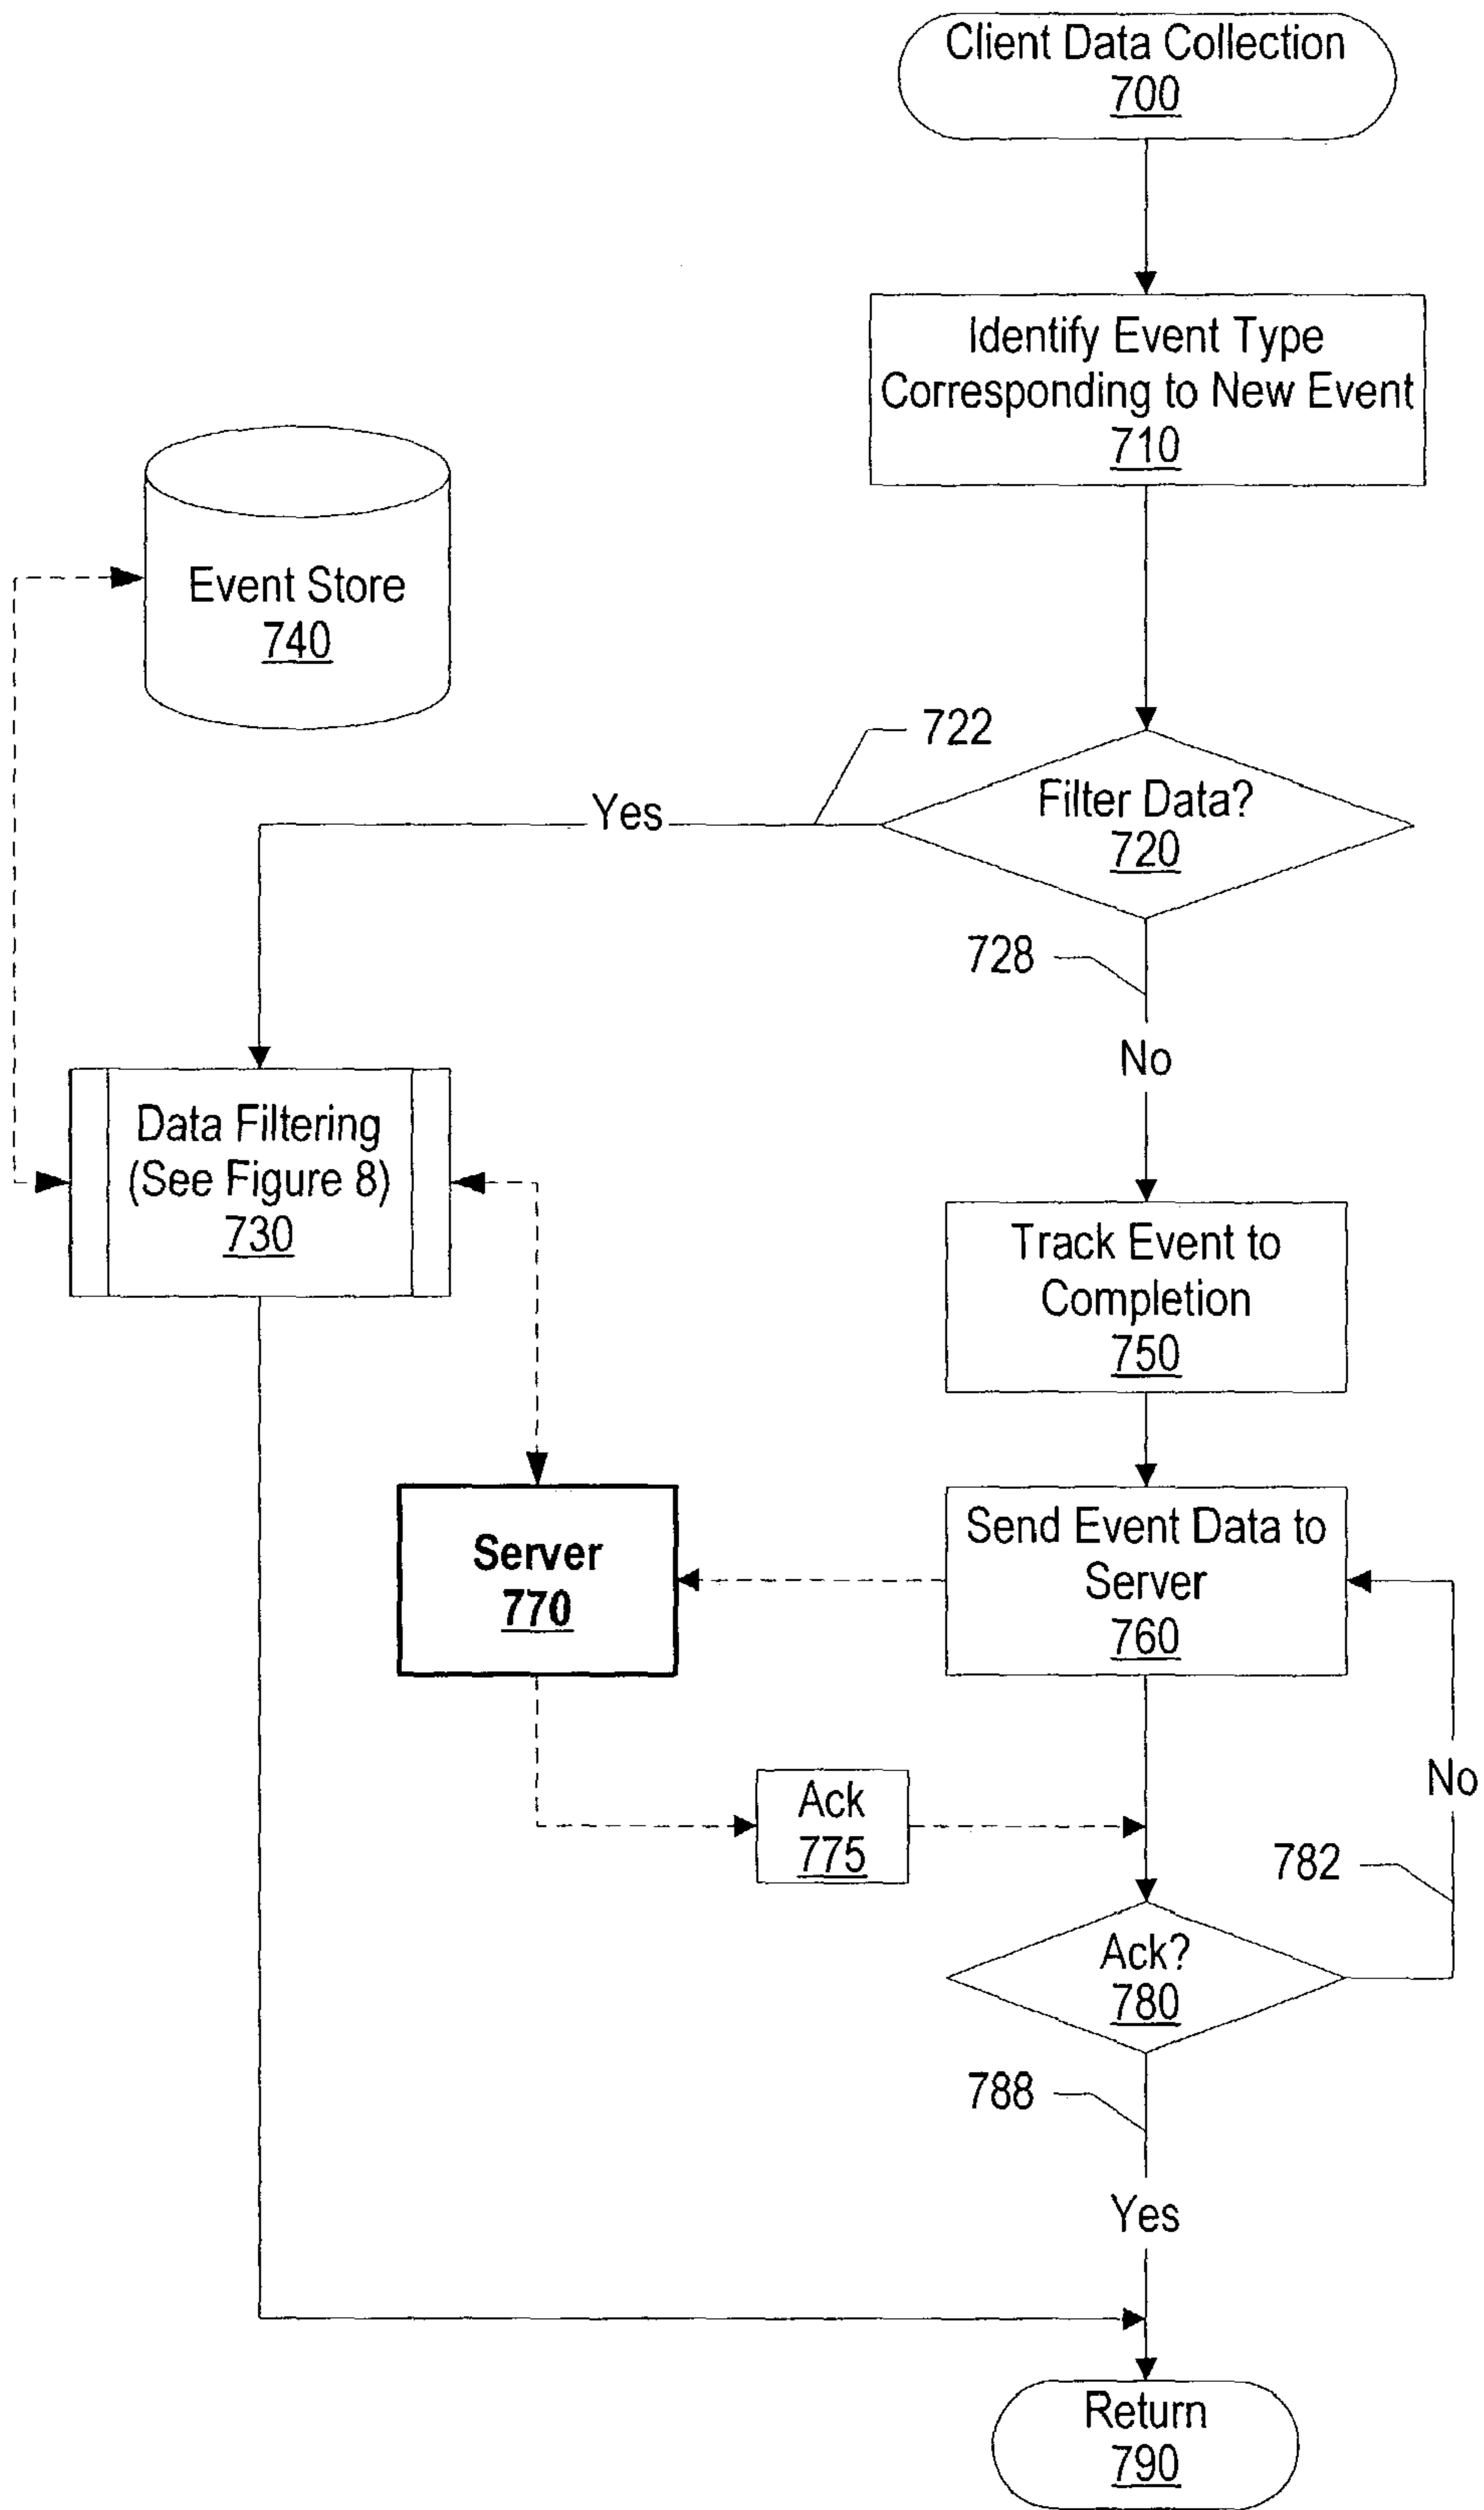 Client Data Collection
700
Identify Event Type
Corresponding to New Event
710
Event Store
740
722
Filter Data?
720
Yes
728
No
Data Filtering
(See Figure 8)
730
Track Event to
Completion
750
Send Event Data to
Server
760
Server
770
No
Ack
775
782
Ack?
780
788
Yes
Return
790